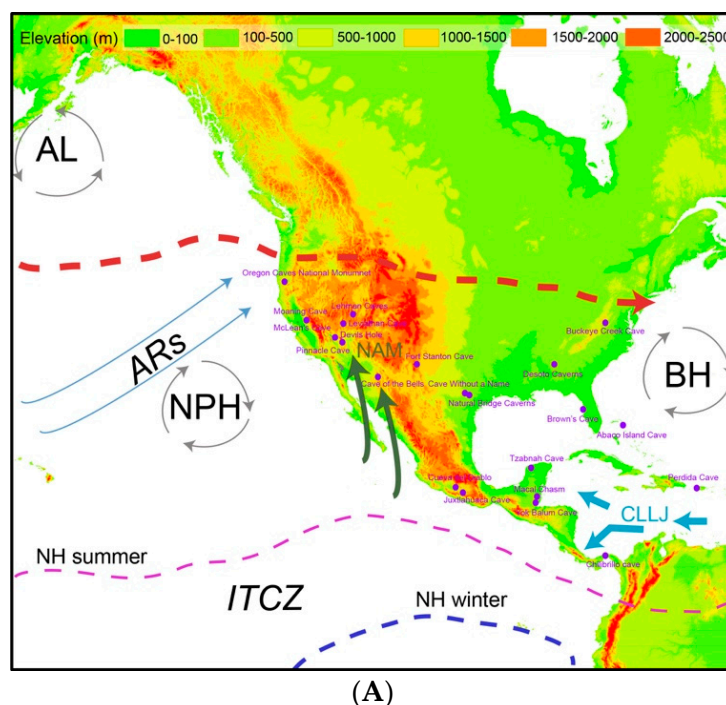 Elevation (m) 0-100 100-500 500-1000 1000-1500 1500-2000 2000-2500
AL
Oregon Caves National Monumnet
Moaning Cave
Lehman Caves
McLean's Cave
Devils Hole
Pinnacle Cave
NAM
Fort Stanton Cave
Buckeye Creek Cave
Desoto Caverns
BH
ARs
NPH
Cave of the Bells
Cave Without a Name
Natural Bridge Caverns
Brown's Cave
Abaco Island Cave
Tzabnah Cave
Perdida Cave
Macal Chasm
Juxtlahuaca Cave
Yok Balum Cave
CLLJ
Chilibrillo cave
NH summer
ITCZ
NH winter
(A)